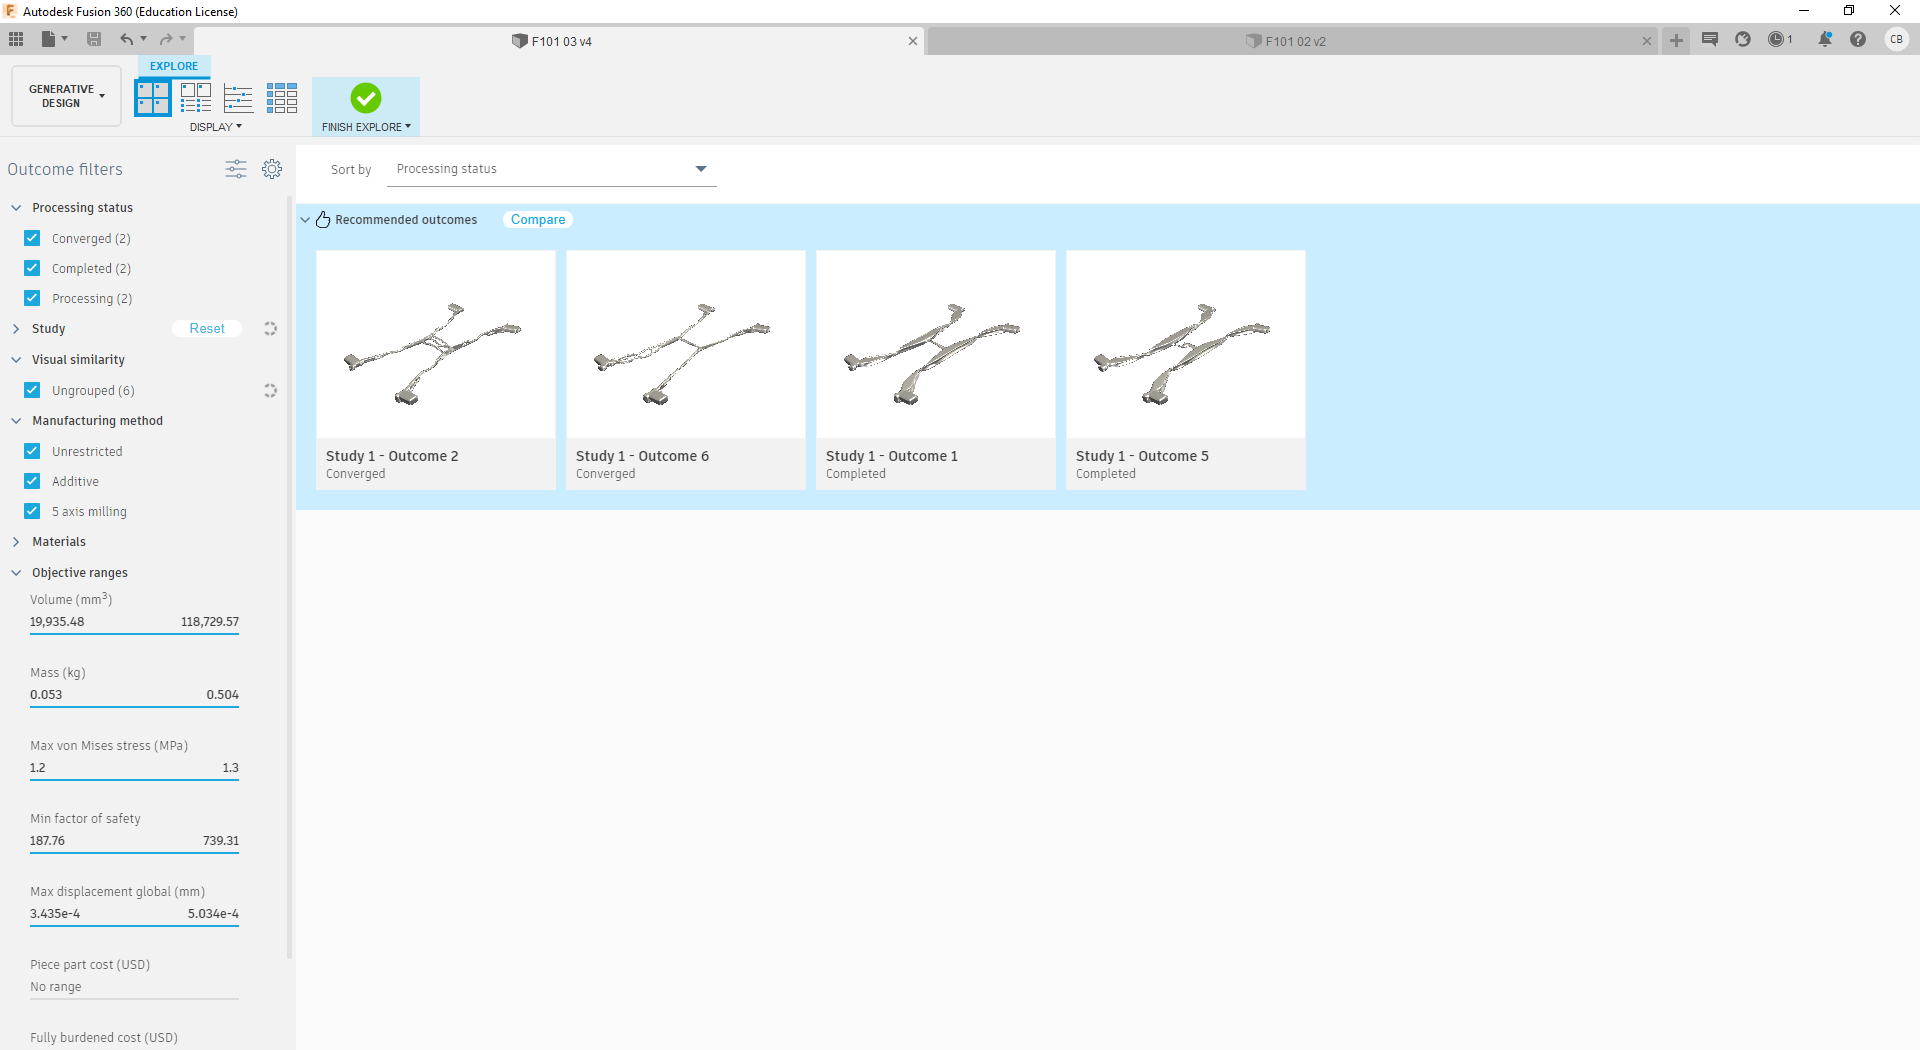 Autodesk Fusion 360 (Education License)
F101 03 v4
F101 02 v2
1
CB
GENERATIVE
DESIGN
EXPLORE
DISPLAY
FINISH EXPLORE
Outcome filters
Processing status
Converged (2)
Completed (2)
Processing (2)
Study
Reset
Visual similarity
Ungrouped (6)
Manufacturing method
Unrestricted
Additive
5 axis milling
Materials
Objective ranges
Volume (mm³)
19,935.48 118,729.57
Mass (kg)
0.053 0.504
Max von Mises stress (MPa)
1.2 1.3
Min factor of safety
187.76 739.31
Max displacement global (mm)
3.435e-4 5.034e-4
Piece part cost (USD)
No range
Fully burdened cost (USD)
Sort by Processing status
Recommended outcomes Compare
Study 1 - Outcome 2
Converged
Study 1 - Outcome 6
Converged
Study 1 - Outcome 1
Completed
Study 1 - Outcome 5
Completed